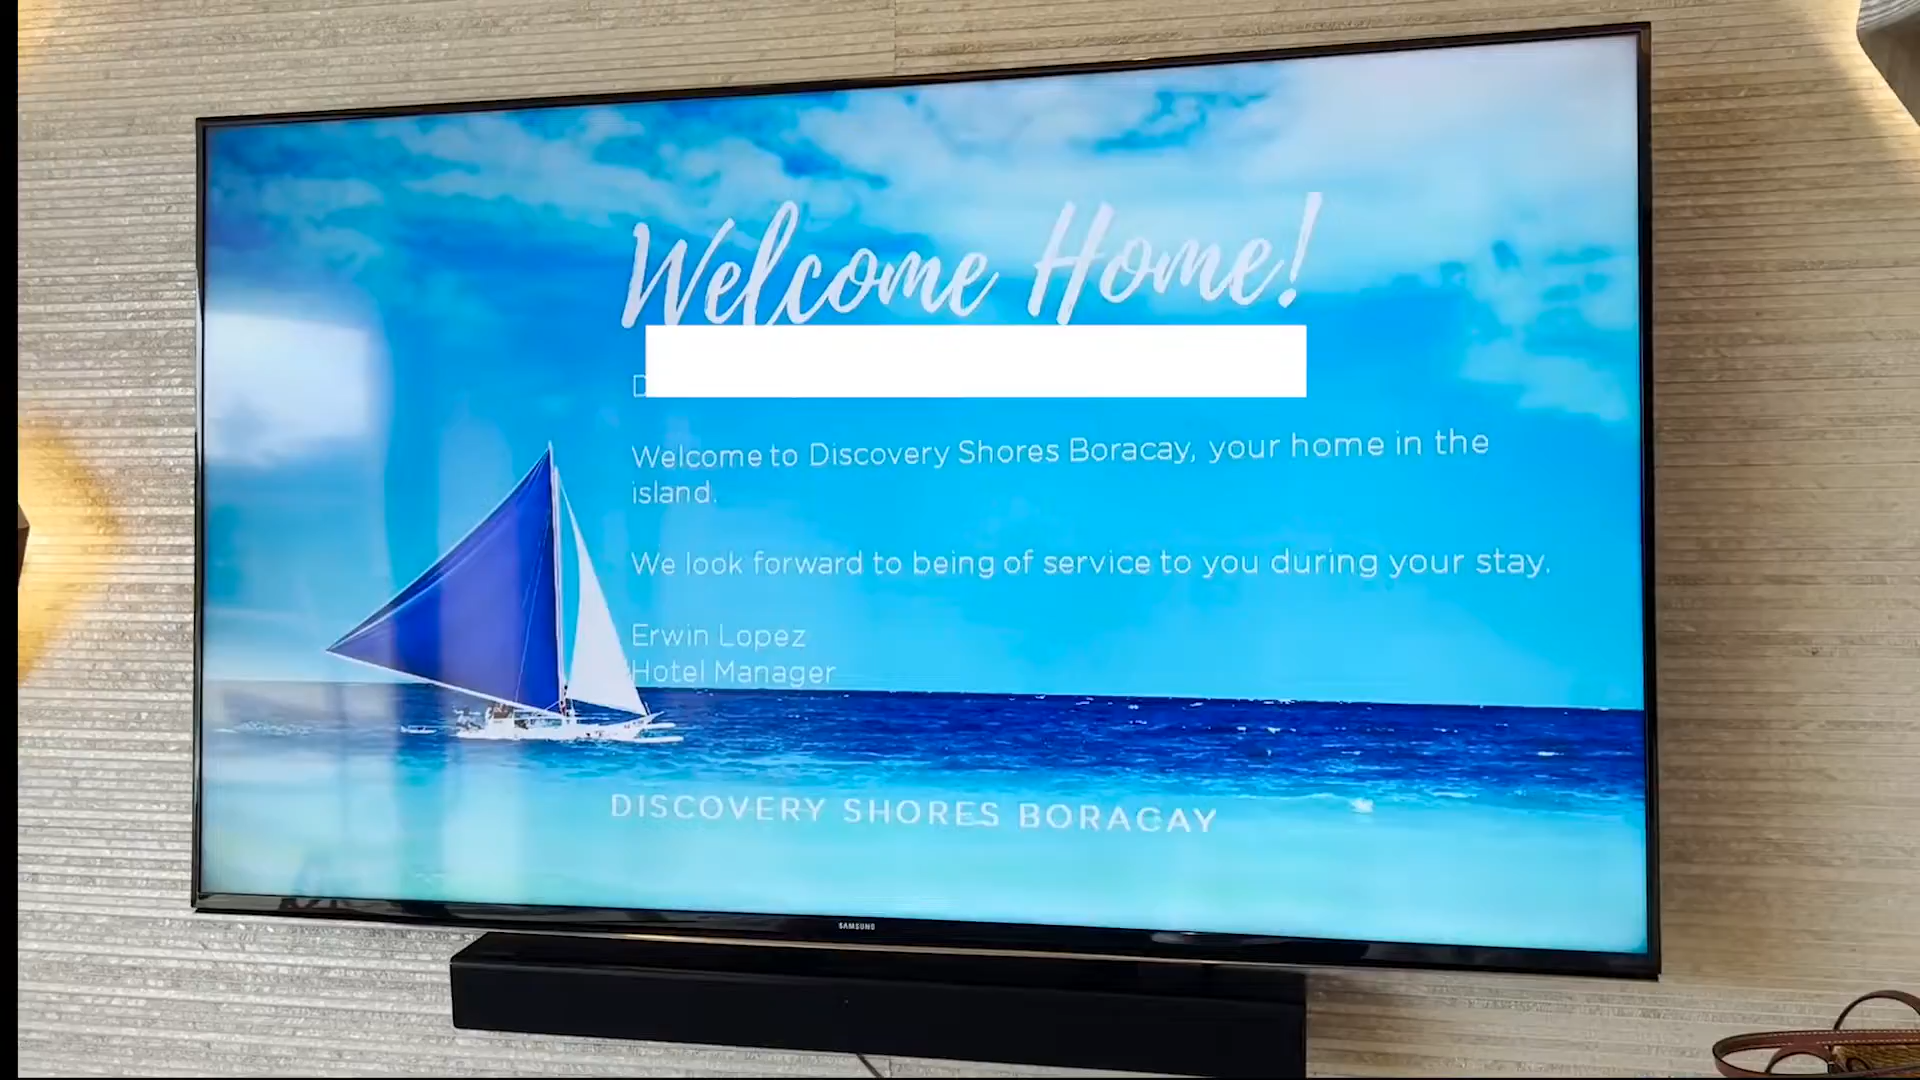 Welcome Home!
Welcome to Discovery Shores Boracay, your home in the
island.
We look forward to being of service to you during your stay.
Erwin Lopez
Hotel Manager
DISCOVERY SHORES BORACAY
SAMSUNG